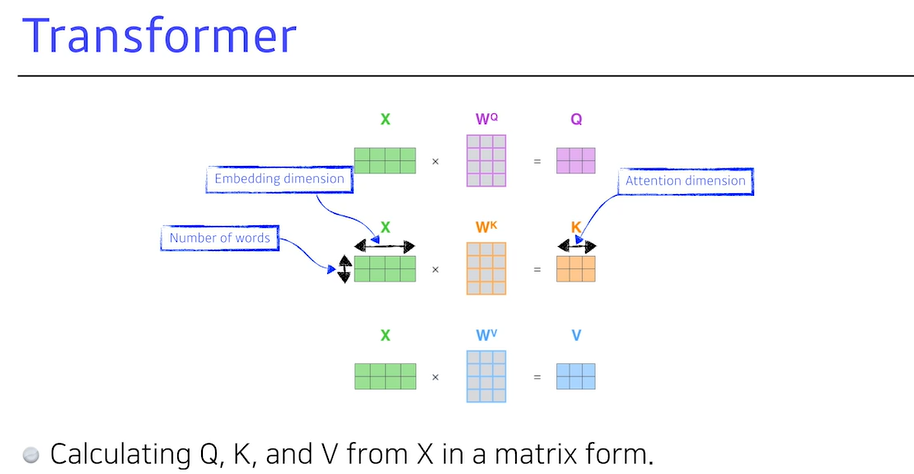 Transformer
X W^Q Q
× =
Embedding dimension
Attention dimension
X W^K K
Number of words
× =
X W^V V
× =
Calculating Q, K, and V from X in a matrix form.